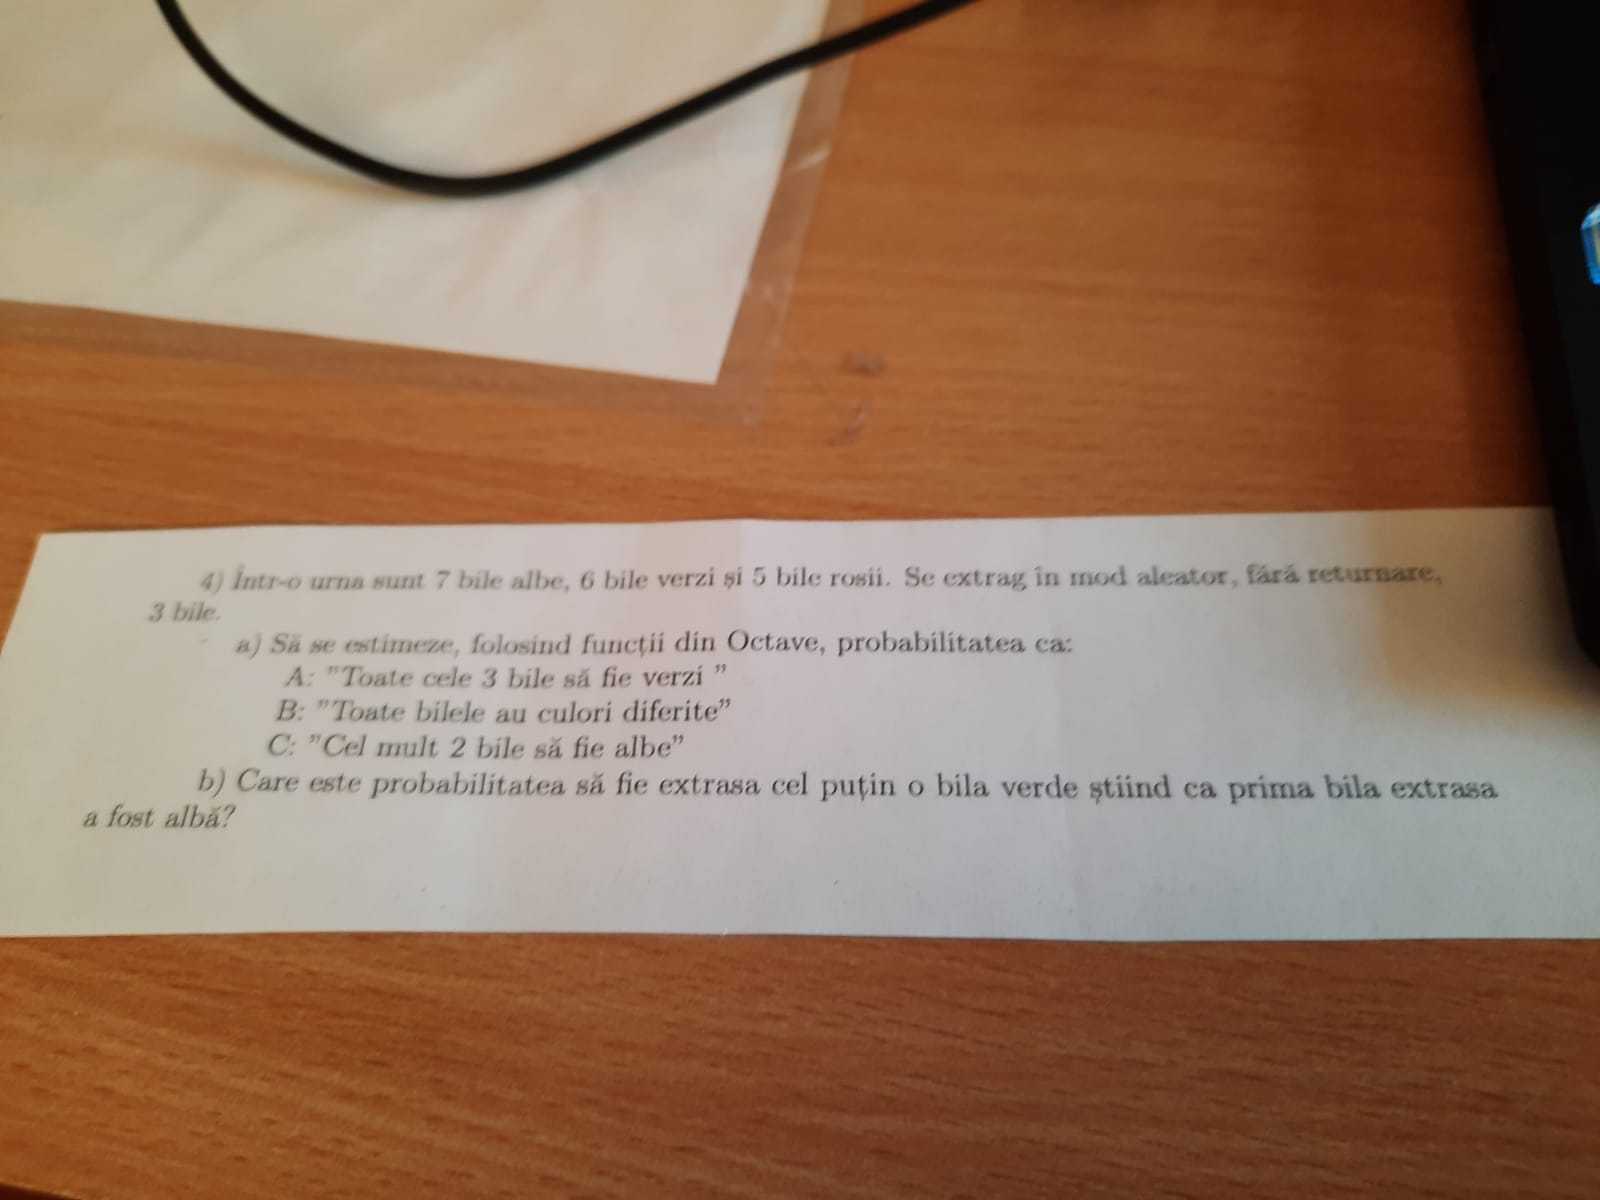 4) Într-o urna sunt 7 bile albe, 6 bile verzi și 5 bile rosii. Se extrag în mod aleator, fără returnare,
3 bile.
a) Să se estimeze, folosind funcții din Octave, probabilitatea ca:
A: "Toate cele 3 bile să fie verzi "
B: "Toate bilele au culori diferite"
C: "Cel mult 2 bile să fie albe"
b) Care este probabilitatea să fie extrasa cel puțin o bila verde știind ca prima bila extrasa
a fost albă?